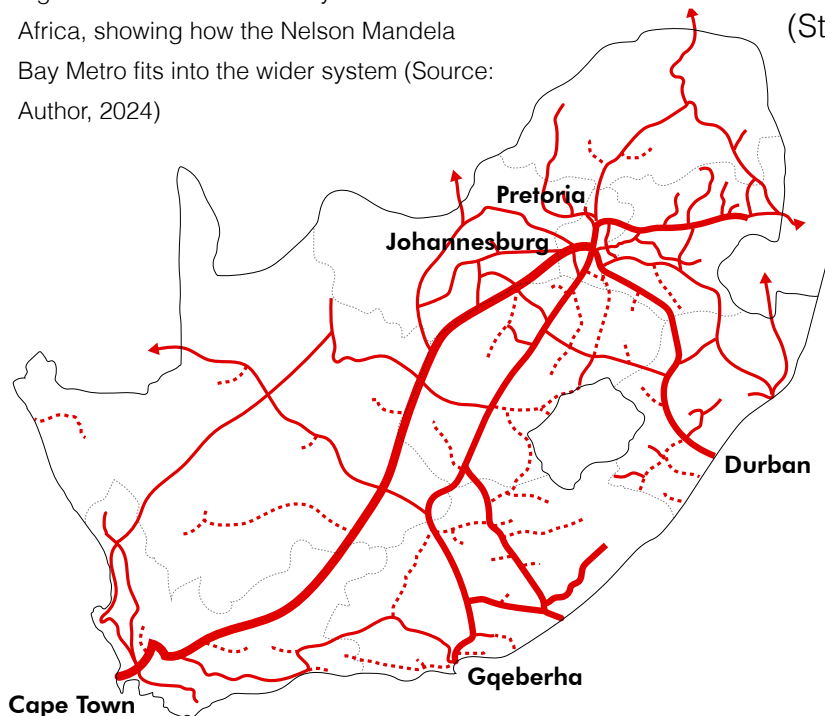 Africa, showing how the Nelson Mandela
Bay Metro fits into the wider system (Source:
Author, 2024)
(St
Pretoria
Johannesburg
Durban
Gqeberha
Cape Town